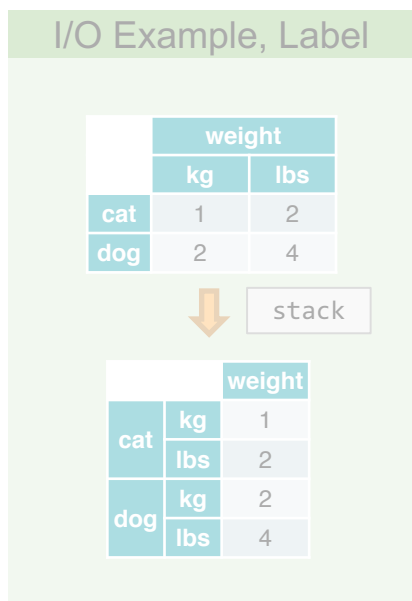 I/O Example, Label
weight
kg lbs
cat 1 2
dog 2 4
stack
weight
cat kg 1
lbs 2
dog kg 2
lbs 4